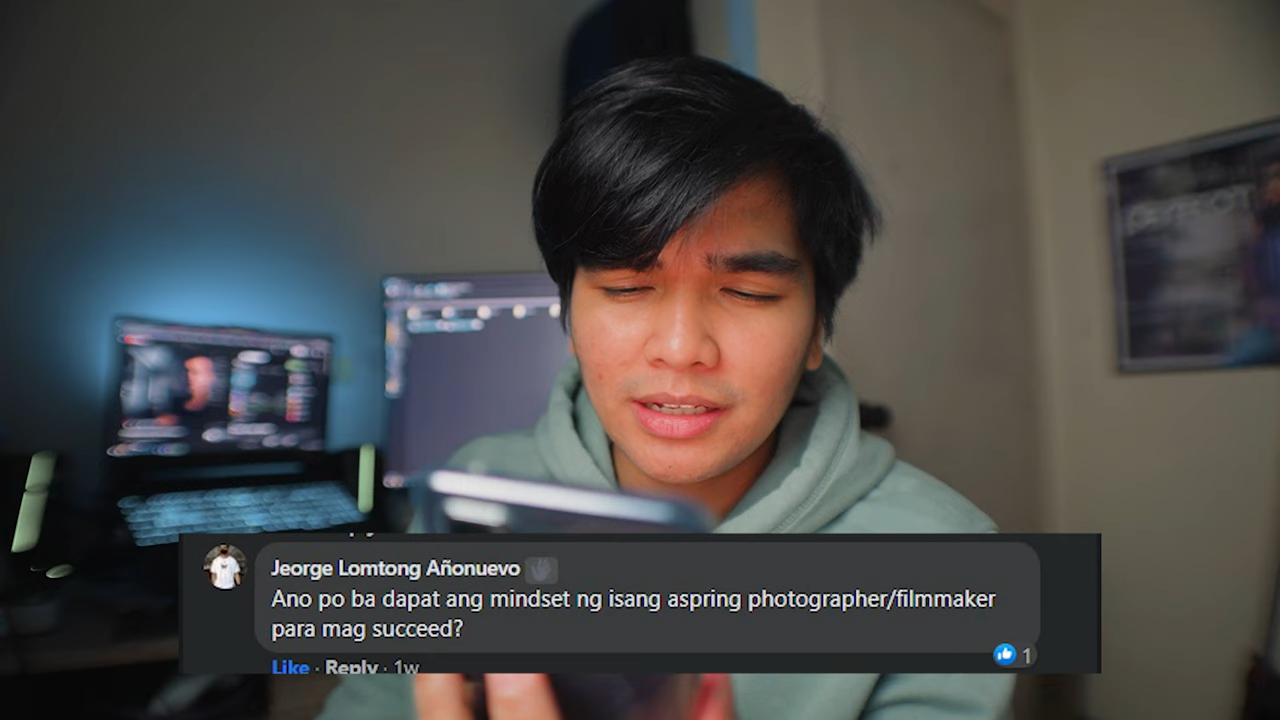 Jeorge Lomtong Añonuevo
Ano po ba dapat ang mindset ng isang aspring photographer/filmmaker
para mag succeed?
Like · Reply · 1w
1